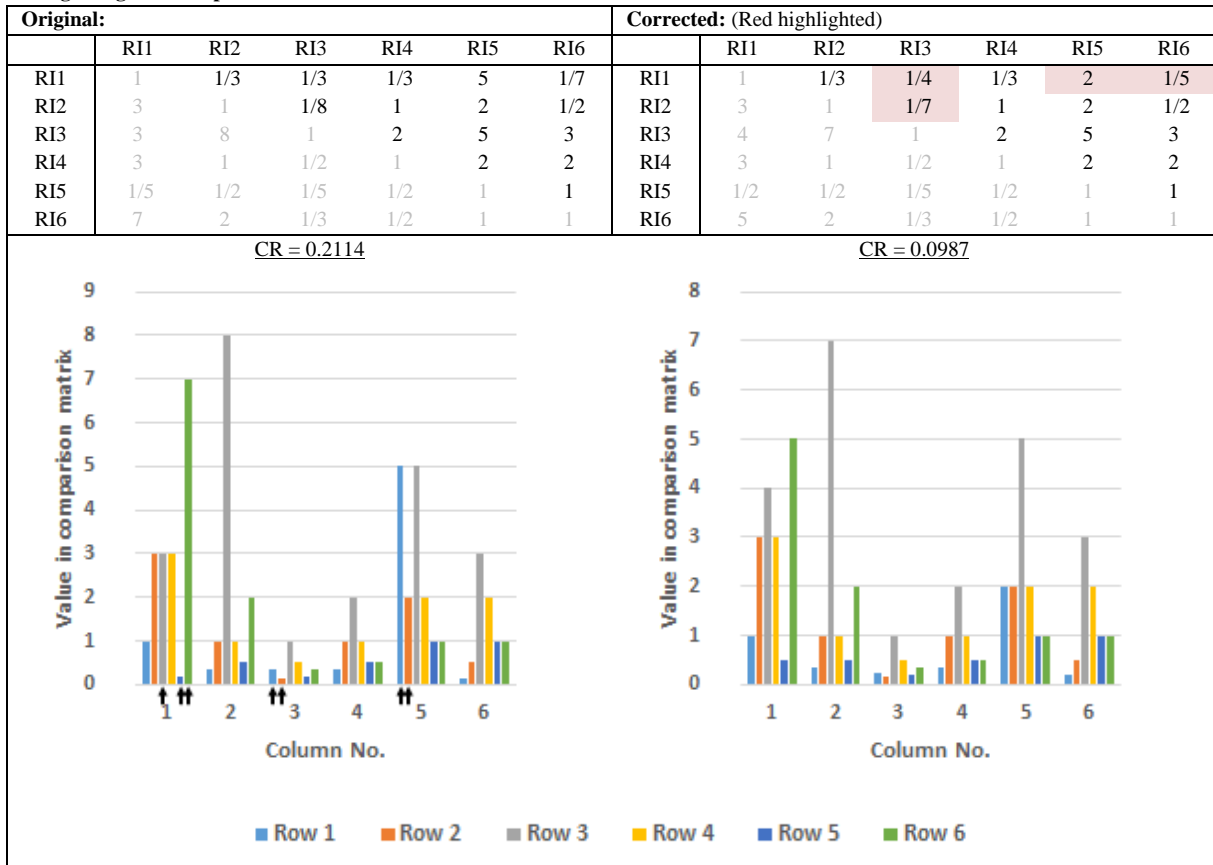 Original:
Corrected: (Red highlighted)
RI1 RI2 RI3 RI4 RI5 RI6
RI1 1 1/3 1/3 1/3 5 1/7
RI2 3 1 1/8 1 2 1/2
RI3 3 8 1 2 5 3
RI4 3 1 1/2 1 2 2
RI5 1/5 1/2 1/5 1/2 1 1
RI6 7 2 1/3 1/2 1 1
RI1 RI2 RI3 RI4 RI5 RI6
RI1 1 1/3 1/4 1/3 2 1/5
RI2 3 1 1/7 1 2 1/2
RI3 4 7 1 2 5 3
RI4 3 1 1/2 1 2 2
RI5 1/2 1/2 1/5 1/2 1 1
RI6 5 2 1/3 1/2 1 1
CR = 0.2114
CR = 0.0987
Value in comparison matrix
9
8
7
6
5
4
3
2
1
0
1 2 3 4 5 6
Column No.
Value in comparison matrix
8
7
6
5
4
3
2
1
0
1 2 3 4 5 6
Column No.
Row 1 Row 2 Row 3 Row 4 Row 5 Row 6